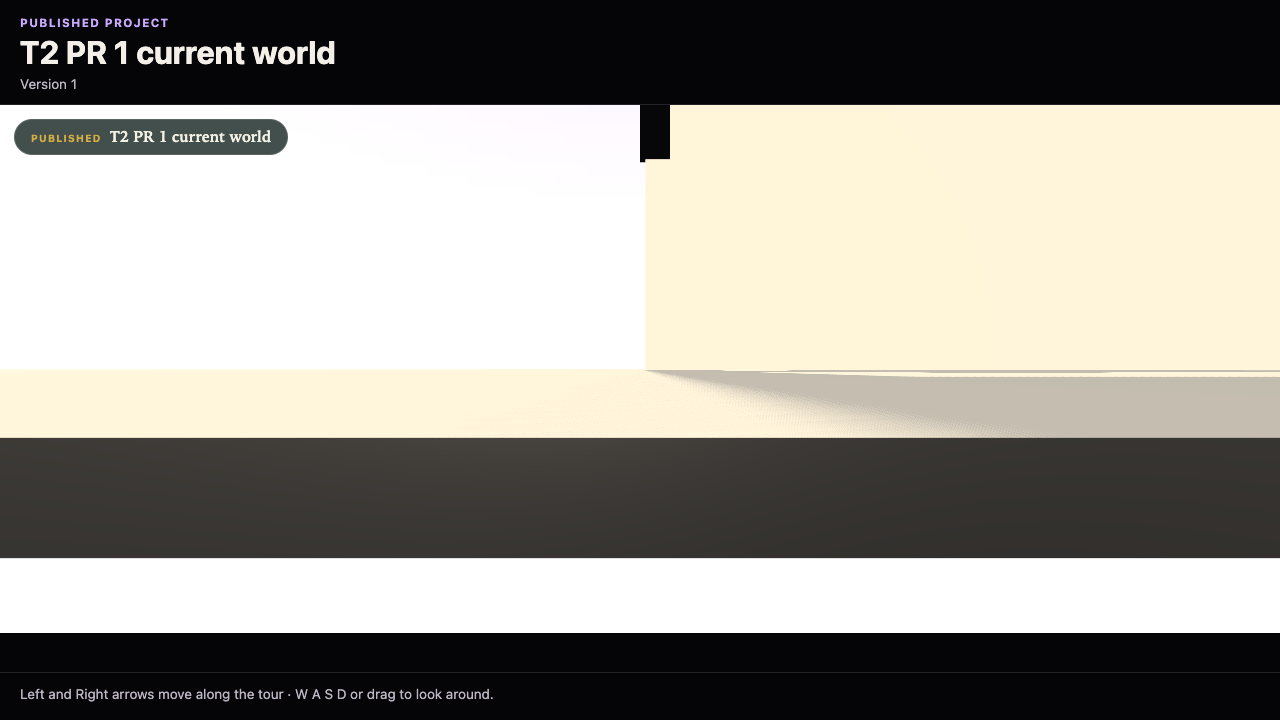 PUBLISHED PROJECT
T2 PR 1 current world
Version 1
PUBLISHED T2 PR 1 current world
Left and Right arrows move along the tour · W A S D or drag to look around.